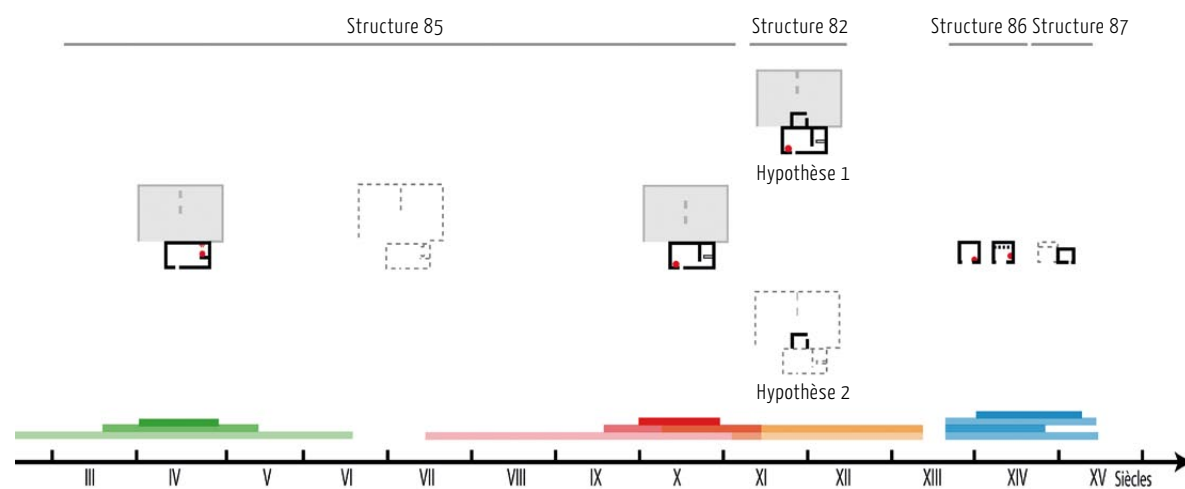 Structure 85 Structure 82 Structure 86 Structure 87
Hypothèse 1
Hypothèse 2
III IV V VI VII VIII IX X XI XII XIII XIV XV Siècles